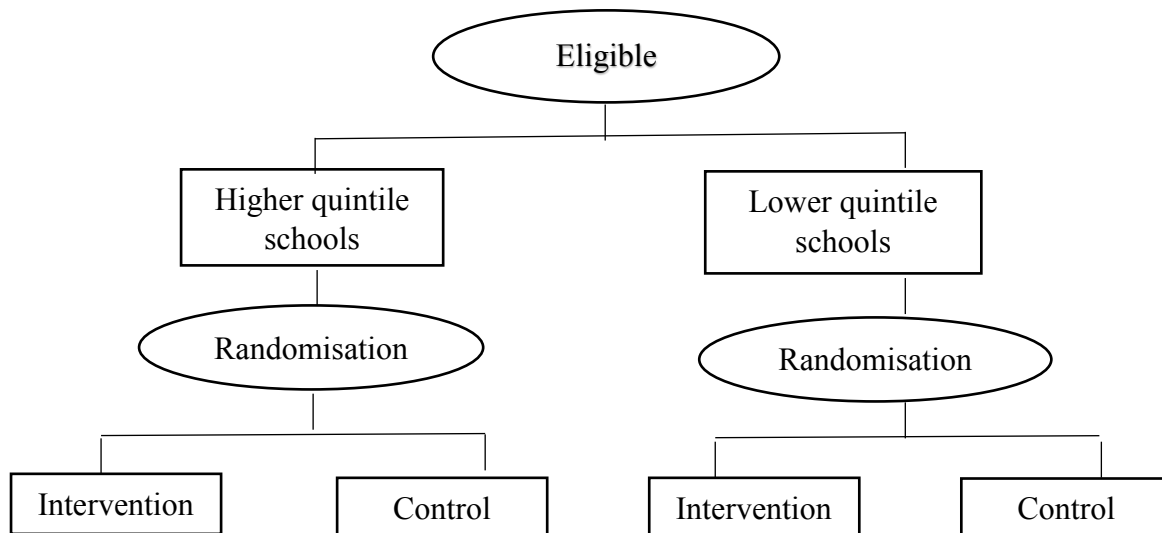 Eligible
Higher quintile
schools
Lower quintile
schools
Randomisation
Randomisation
Intervention
Control
Intervention
Control